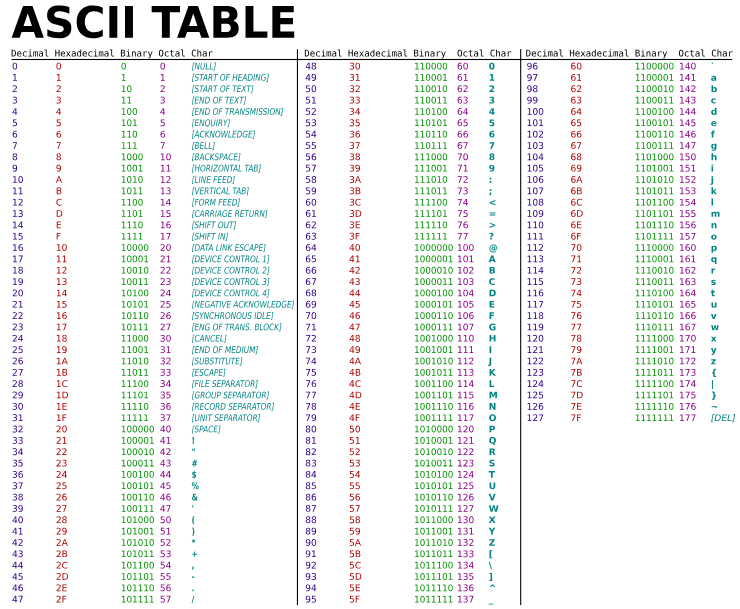 ASCII TABLE
Decimal Hexadecimal Binary Octal Char
0 0 0 0 [NULL]
1 1 1 1 [START OF HEADING]
2 2 10 2 [START OF TEXT]
3 3 11 3 [END OF TEXT]
4 4 100 4 [END OF TRANSMISSION]
5 5 101 5 [ENQUIRY]
6 6 110 6 [ACKNOWLEDGE]
7 7 111 7 [BELL]
8 8 1000 10 [BACKSPACE]
9 9 1001 11 [HORIZONTAL TAB]
10 A 1010 12 [LINE FEED]
11 B 1011 13 [VERTICAL TAB]
12 C 1100 14 [FORM FEED]
13 D 1101 15 [CARRIAGE RETURN]
14 E 1110 16 [SHIFT OUT]
15 F 1111 17 [SHIFT IN]
16 10 10000 20 [DATA LINK ESCAPE]
17 11 10001 21 [DEVICE CONTROL 1]
18 12 10010 22 [DEVICE CONTROL 2]
19 13 10011 23 [DEVICE CONTROL 3]
20 14 10100 24 [DEVICE CONTROL 4]
21 15 10101 25 [NEGATIVE ACKNOWLEDGE]
22 16 10110 26 [SYNCHRONOUS IDLE]
23 17 10111 27 [ENG OF TRANS. BLOCK]
24 18 11000 30 [CANCEL]
25 19 11001 31 [END OF MEDIUM]
26 1A 11010 32 [SUBSTITUTE]
27 1B 11011 33 [ESCAPE]
28 1C 11100 34 [FILE SEPARATOR]
29 1D 11101 35 [GROUP SEPARATOR]
30 1E 11110 36 [RECORD SEPARATOR]
31 1F 11111 37 [UNIT SEPARATOR]
32 20 100000 40 [SPACE]
33 21 100001 41 !
34 22 100010 42 "
35 23 100011 43 #
36 24 100100 44 $
37 25 100101 45 %
38 26 100110 46 &
39 27 100111 47 '
40 28 101000 50 (
41 29 101001 51 )
42 2A 101010 52 *
43 2B 101011 53 +
44 2C 101100 54 ,
45 2D 101101 55 -
46 2E 101110 56 .
47 2F 101111 57 /
Decimal Hexadecimal Binary Octal Char
48 30 110000 60 0
49 31 110001 61 1
50 32 110010 62 2
51 33 110011 63 3
52 34 110100 64 4
53 35 110101 65 5
54 36 110110 66 6
55 37 110111 67 7
56 38 111000 70 8
57 39 111001 71 9
58 3A 111010 72 :
59 3B 111011 73 ;
60 3C 111100 74 <
61 3D 111101 75 =
62 3E 111110 76 >
63 3F 111111 77 ?
64 40 1000000 100 @
65 41 1000001 101 A
66 42 1000010 102 B
67 43 1000011 103 C
68 44 1000100 104 D
69 45 1000101 105 E
70 46 1000110 106 F
71 47 1000111 107 G
72 48 1001000 110 H
73 49 1001001 111 I
74 4A 1001010 112 J
75 4B 1001011 113 K
76 4C 1001100 114 L
77 4D 1001101 115 M
78 4E 1001110 116 N
79 4F 1001111 117 O
80 50 1010000 120 P
81 51 1010001 121 Q
82 52 1010010 122 R
83 53 1010011 123 S
84 54 1010100 124 T
85 55 1010101 125 U
86 56 1010110 126 V
87 57 1010111 127 W
88 58 1011000 130 X
89 59 1011001 131 Y
90 5A 1011010 132 Z
91 5B 1011011 133 [
92 5C 1011100 134 \
93 5D 1011101 135 ]
94 5E 1011110 136 ^
95 5F 1011111 137 _
Decimal Hexadecimal Binary Octal Char
96 60 1100000 140 `
97 61 1100001 141 a
98 62 1100010 142 b
99 63 1100011 143 c
100 64 1100100 144 d
101 65 1100101 145 e
102 66 1100110 146 f
103 67 1100111 147 g
104 68 1101000 150 h
105 69 1101001 151 i
106 6A 1101010 152 j
107 6B 1101011 153 k
108 6C 1101100 154 l
109 6D 1101101 155 m
110 6E 1101110 156 n
111 6F 1101111 157 o
112 70 1110000 160 p
113 71 1110001 161 q
114 72 1110010 162 r
115 73 1110011 163 s
116 74 1110100 164 t
117 75 1110101 165 u
118 76 1110110 166 v
119 77 1110111 167 w
120 78 1111000 170 x
121 79 1111001 171 y
122 7A 1111010 172 z
123 7B 1111011 173 {
124 7C 1111100 174 |
125 7D 1111101 175 }
126 7E 1111110 176 ~
127 7F 1111111 177 [DEL]